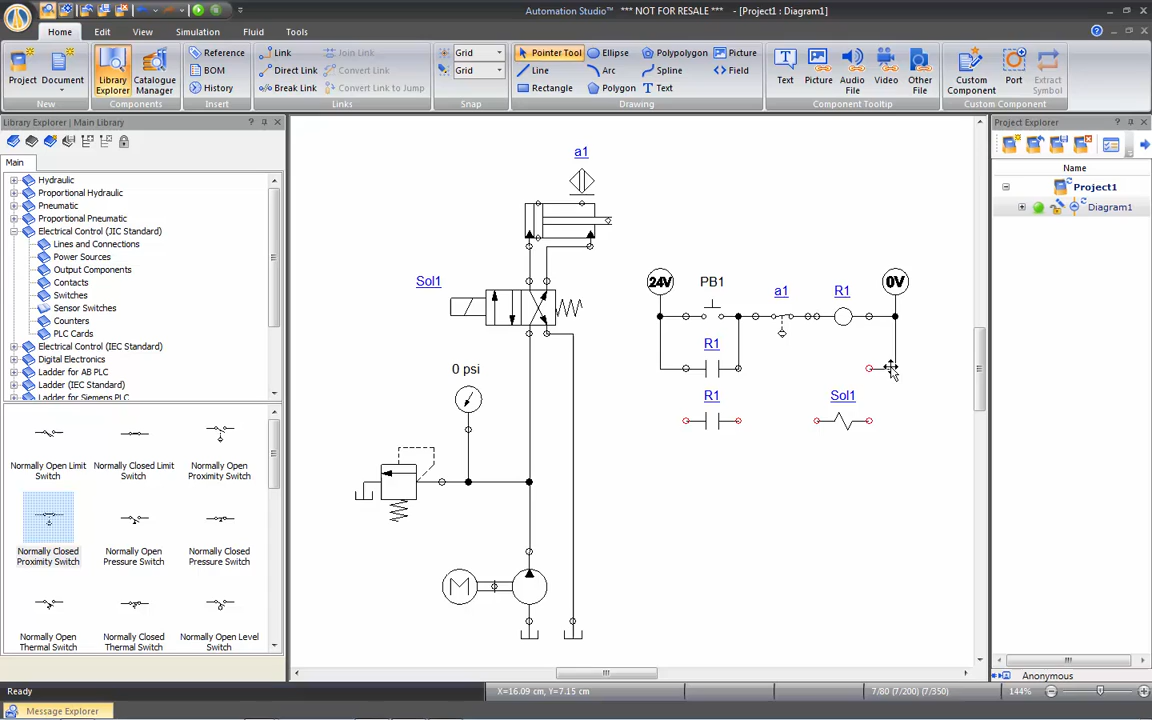 Automation Studio™ *** NOT FOR RESALE *** - [Project1 : Diagram1]
Home Edit View Simulation Fluid Tools
Project Document
New
Library Explorer Catalogue Manager
Components
Reference
BOM
History
Insert
Link
Direct Link
Break Link
Join Link
Convert Link
Convert Link to Jump
Links
Grid
Grid
Snap
Pointer Tool
Line
Rectangle
Ellipse
Arc
Polygon
Polypolygon
Spline
Text
Picture
Field
Drawing
Text Picture Audio File Video Other File
Component Tooltip
Custom Component Port Extract Symbol
Custom Component
Library Explorer | Main Library
Main
Hydraulic
Proportional Hydraulic
Pneumatic
Proportional Pneumatic
Electrical Control (JIC Standard)
Lines and Connections
Power Sources
Output Components
Contacts
Switches
Sensor Switches
Counters
PLC Cards
Electrical Control (IEC Standard)
Digital Electronics
Ladder for AB PLC
Ladder (IEC Standard)
Ladder for Siemens PLC
Normally Open Limit Switch
Normally Closed Limit Switch
Normally Open Proximity Switch
Normally Closed Proximity Switch
Normally Open Pressure Switch
Normally Closed Pressure Switch
Normally Open Thermal Switch
Normally Closed Thermal Switch
Normally Open Level Switch
a1
Sol1
0 psi
M
24V
PB1
a1
R1
0V
R1
R1
Sol1
Project Explorer
Name
Project1
Diagram1
Anonymous
Ready
X=16.09 cm, Y=7.15 cm
7/80 (7/200) (7/350)
144%
Message Explorer